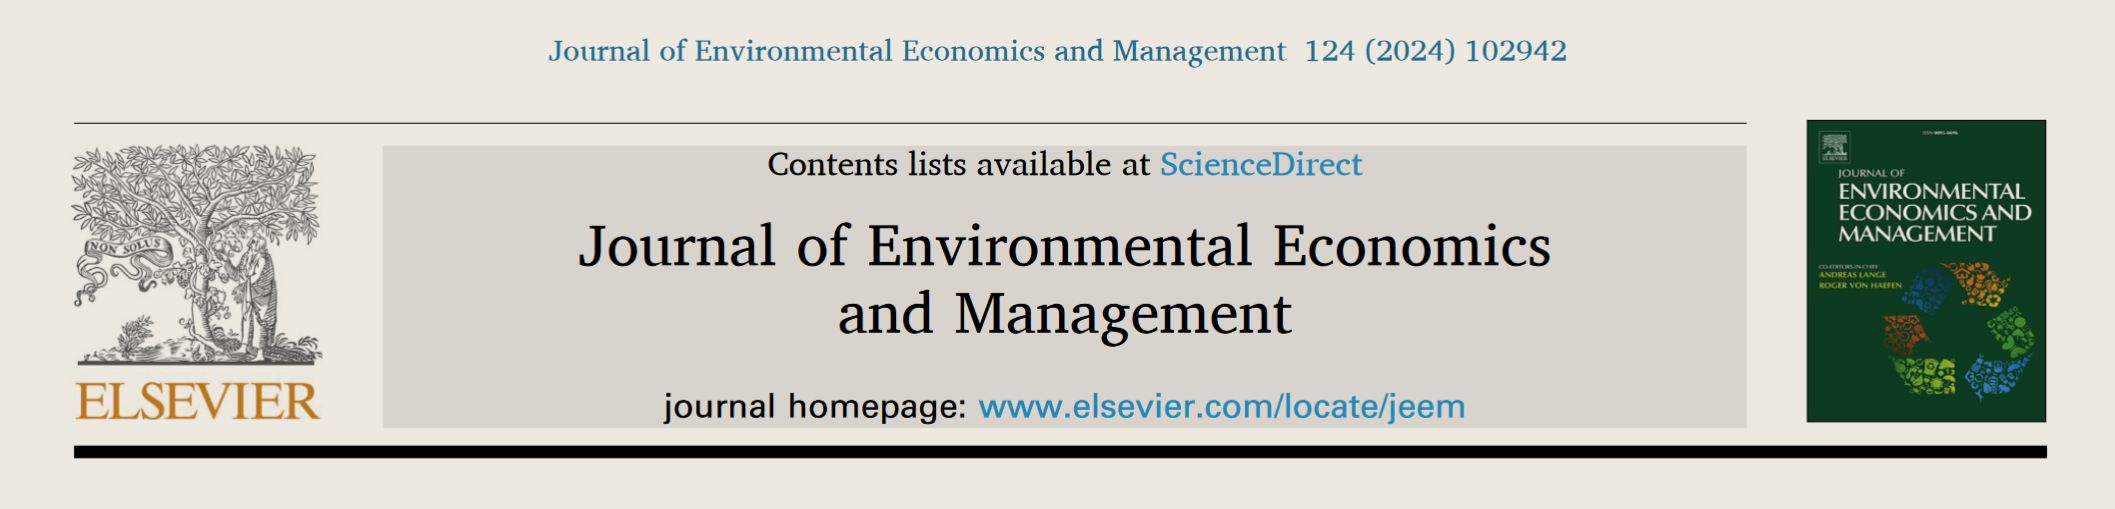 Journal of Environmental Economics and Management 124 (2024) 102942
Contents lists available at ScienceDirect
Journal of Environmental Economics
and Management
journal homepage: www.elsevier.com/locate/jeem
NON SOLUS
ELSEVIER
ELSEVIER
JOURNAL OF
ENVIRONMENTAL
ECONOMICS AND
MANAGEMENT
CO-EDITORS-IN-CHIEF
ANDREAS LANGE
ROGER VON HAEFEN